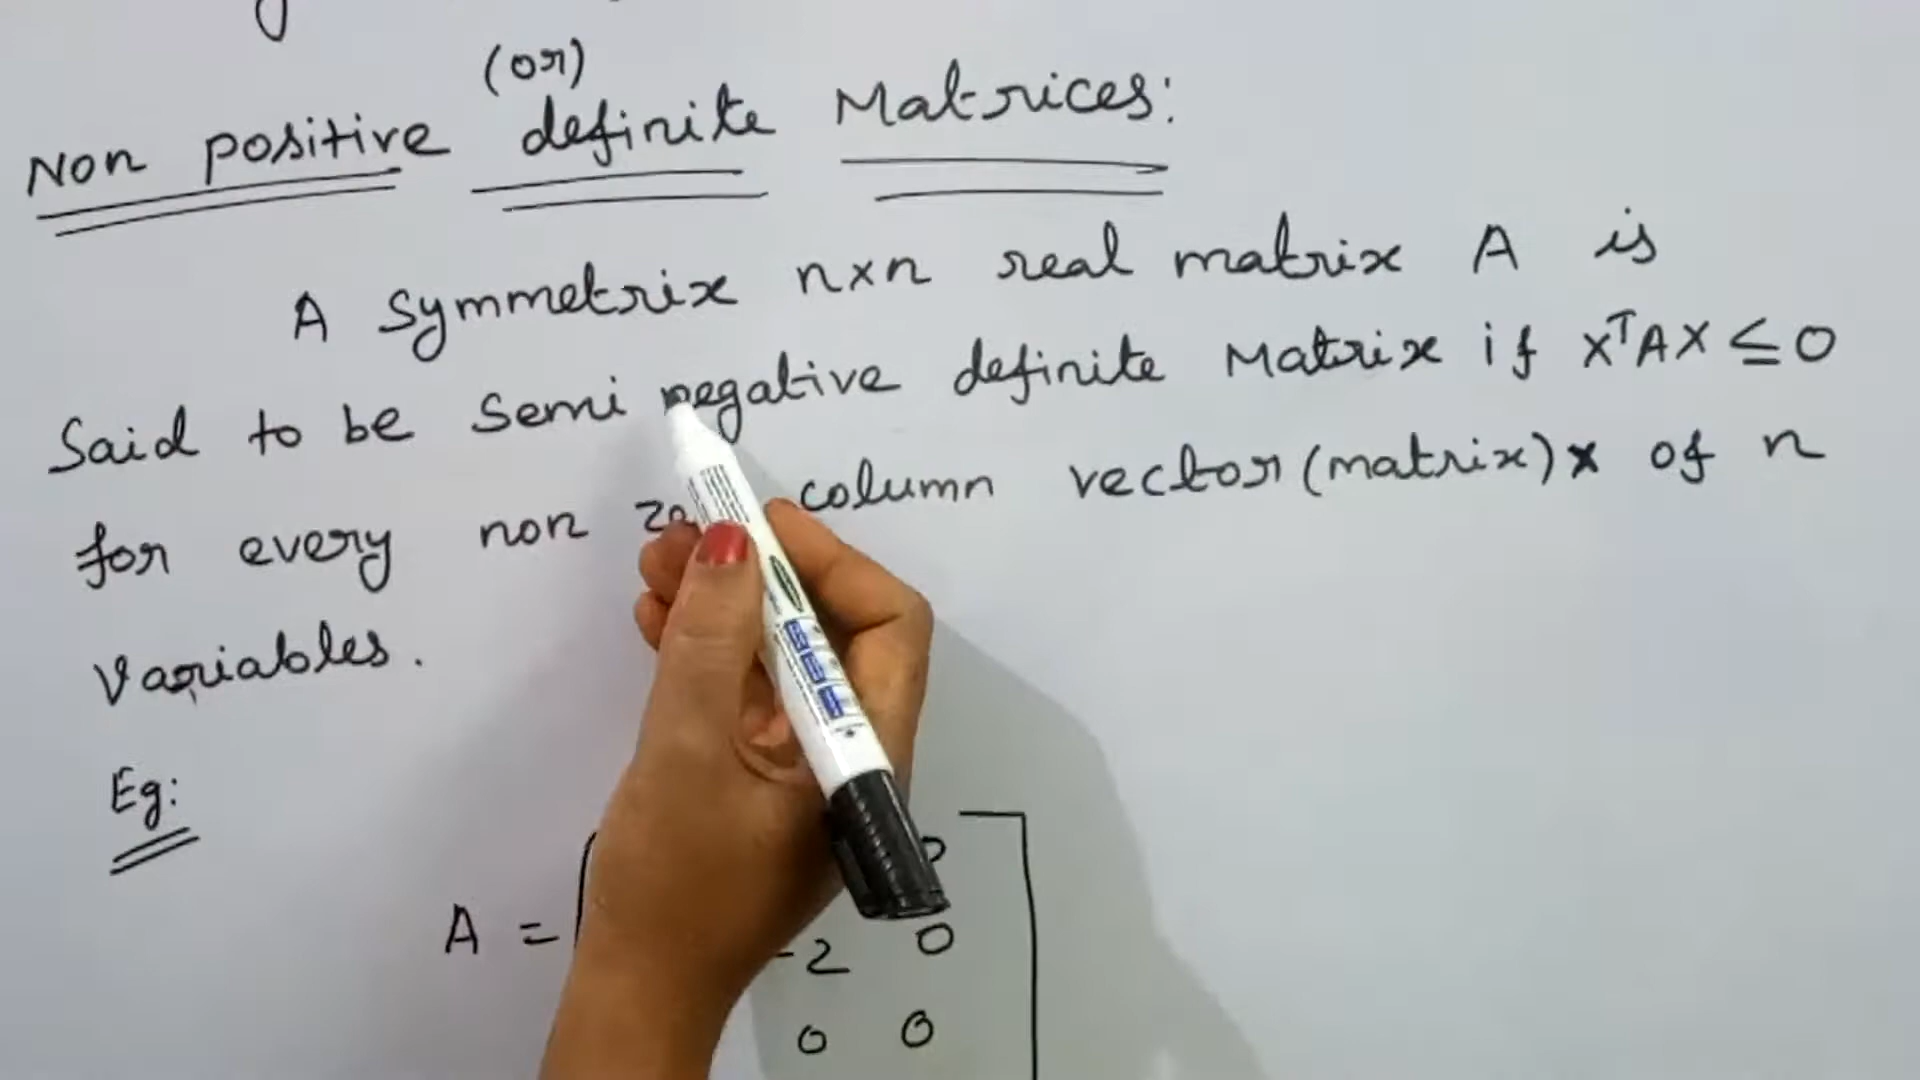 (or)
Non positive definite Matrices:
A Symmetrix n×n real matrix A is
Said to be Semi negative definite Matrix if XᵀAX ≤ 0
for every non column vector (matrix) x of n
Variables.
Eg:
A =
-2 0
0 0